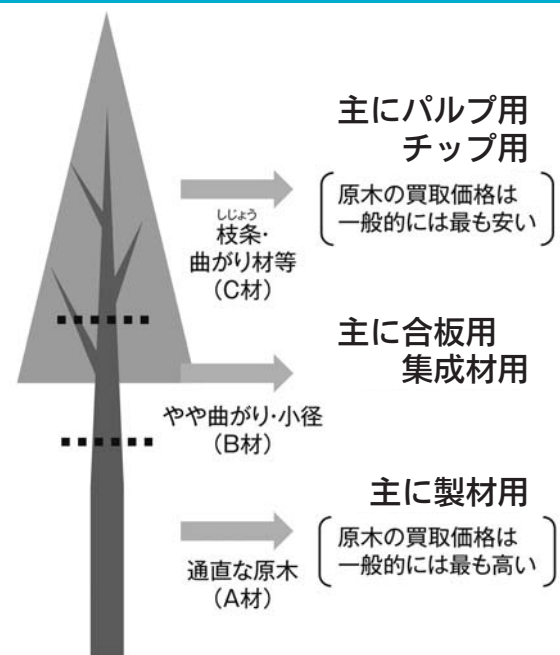 主にパルプ用
チップ用
原木の買取価格は
一般的には最も安い
しじょう
枝条・
曲がり材等
(C材)
主に合板用
集成材用
やや曲がり・小径
(B材)
主に製材用
原木の買取価格は
一般的には最も高い
通直な原木
(A材)